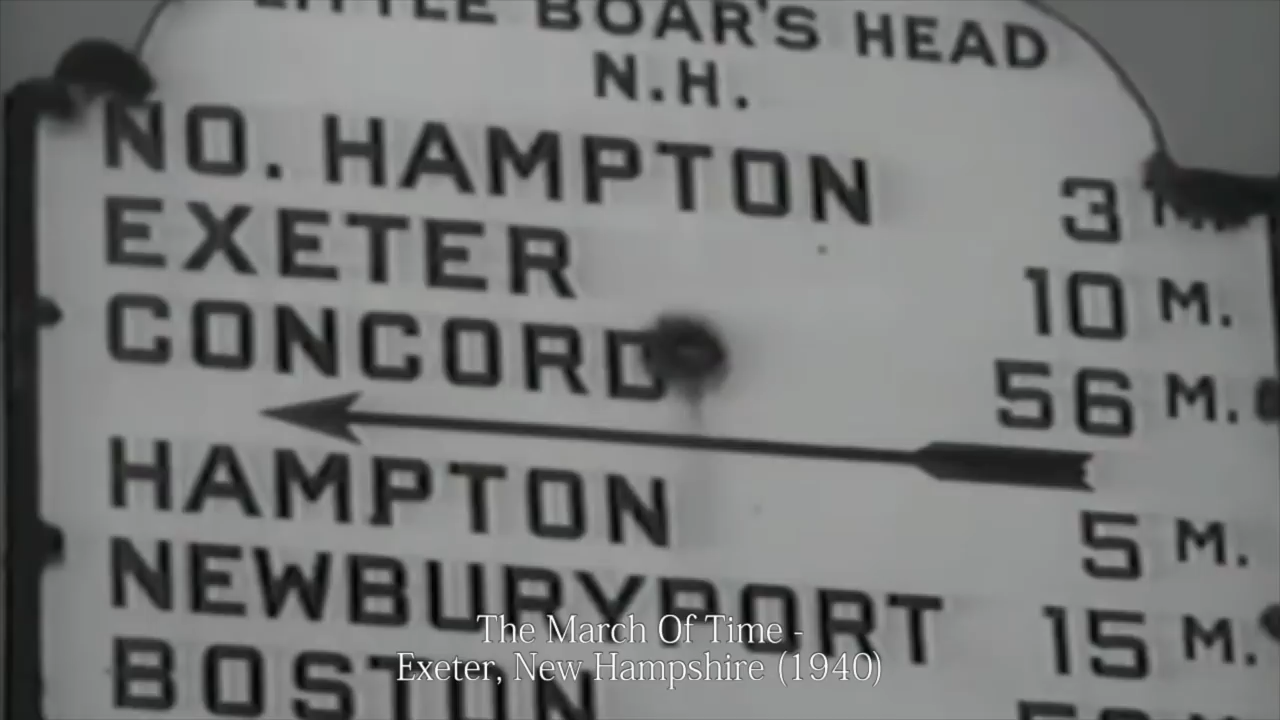 LITTLE BOAR'S HEAD
N.H.
NO. HAMPTON 3 M.
EXETER 10 M.
CONCORD 56 M.
HAMPTON 5 M.
NEWBURYPORT 15 M.
BOSTON
The March Of Time -
Exeter, New Hampshire (1940)